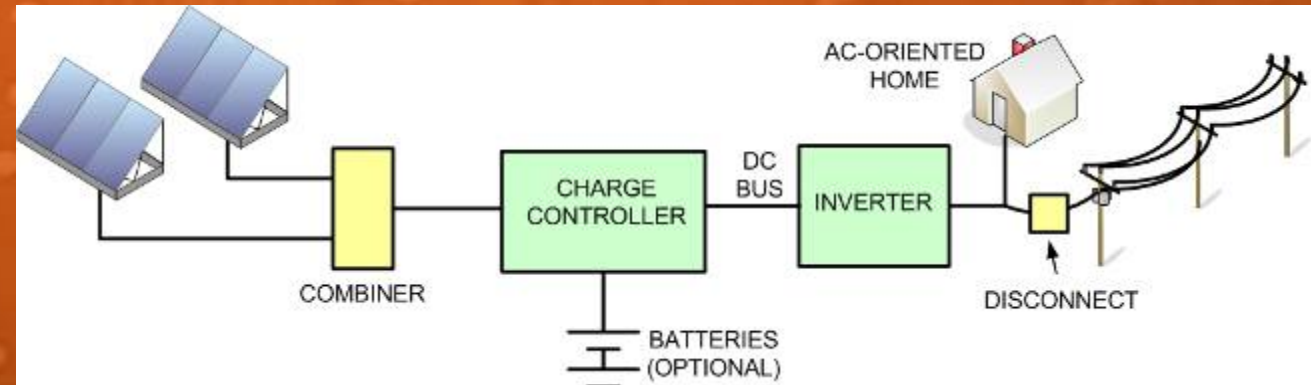 AC-ORIENTED
HOME
CHARGE
CONTROLLER
DC
BUS
INVERTER
COMBINER
DISCONNECT
BATTERIES
(OPTIONAL)